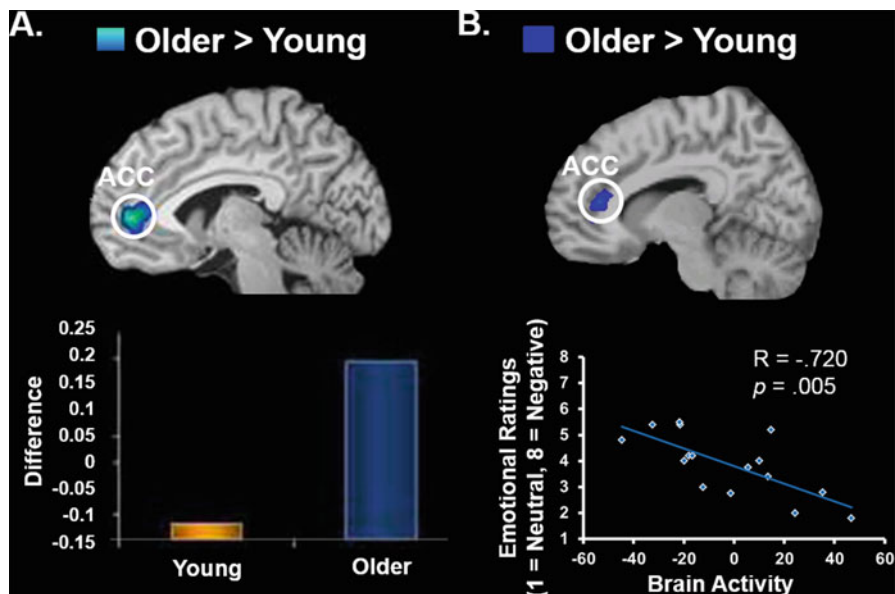 A.
Older > Young
ACC
0.25
0.2
0.15
0.1
0.05
0
-0.05
-0.1
-0.15
Difference
Young
Older
B.
Older > Young
ACC
Emotional Ratings
(1 = Neutral, 8 = Negative)
8
7
6
5
4
3
2
1
R = -.720
p = .005
-60
-40
-20
0
20
40
60
Brain Activity